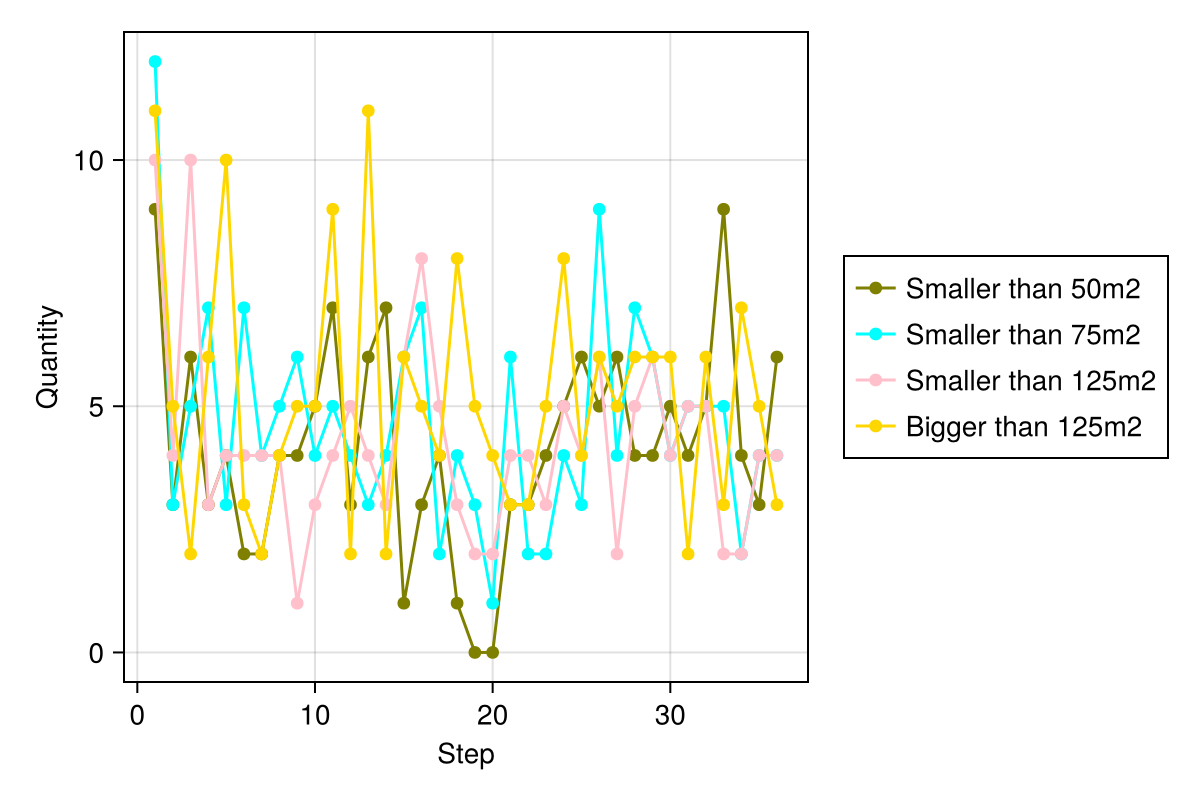 10
5
0
Quantity
0 10 20 30
Step
Smaller than 50m2
Smaller than 75m2
Smaller than 125m2
Bigger than 125m2